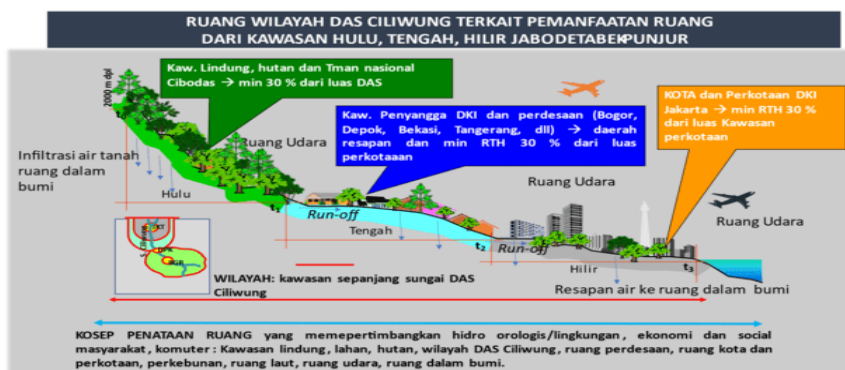 RUANG WILAYAH DAS CILIWUNG TERKAIT PEMANFAATAN RUANG
DARI KAWASAN HULU, TENGAH, HILIR JABODETABEKPUNJUR
2000 m dpl
Kaw. Lindung, hutan dan Tman nasional
Cibodas → min 30 % dari luas DAS
Kaw. Penyangga DKI dan perdesaan (Bogor,
Depok, Bekasi, Tangerang, dll) → daerah
resapan dan min RTH 30 % dari luas
perkotaaan
KOTA dan Perkotaan DKI
Jakarta → min RTH 30 %
dari luas Kawasan
perkotaan
Ruang Udara
Infiltrasi air tanah
ruang dalam
bumi
Ruang Udara
Hulu
t1
Run-off
Ruang Udara
Tengah
t2
Run-off
Hilir
t3
WILAYAH: kawasan sepanjang sungai DAS
Ciliwung
Resapan air ke ruang dalam bumi
KOSEP PENATAAN RUANG yang memepertimbangkan hidro orologis/lingkungan, ekonomi dan social
masyarakat, komuter : Kawasan lindung, lahan, hutan, wilayah DAS Ciliwung, ruang perdesaan, ruang kota dan
perkotaan, perkebunan, ruang laut, ruang udara, ruang dalam bumi.